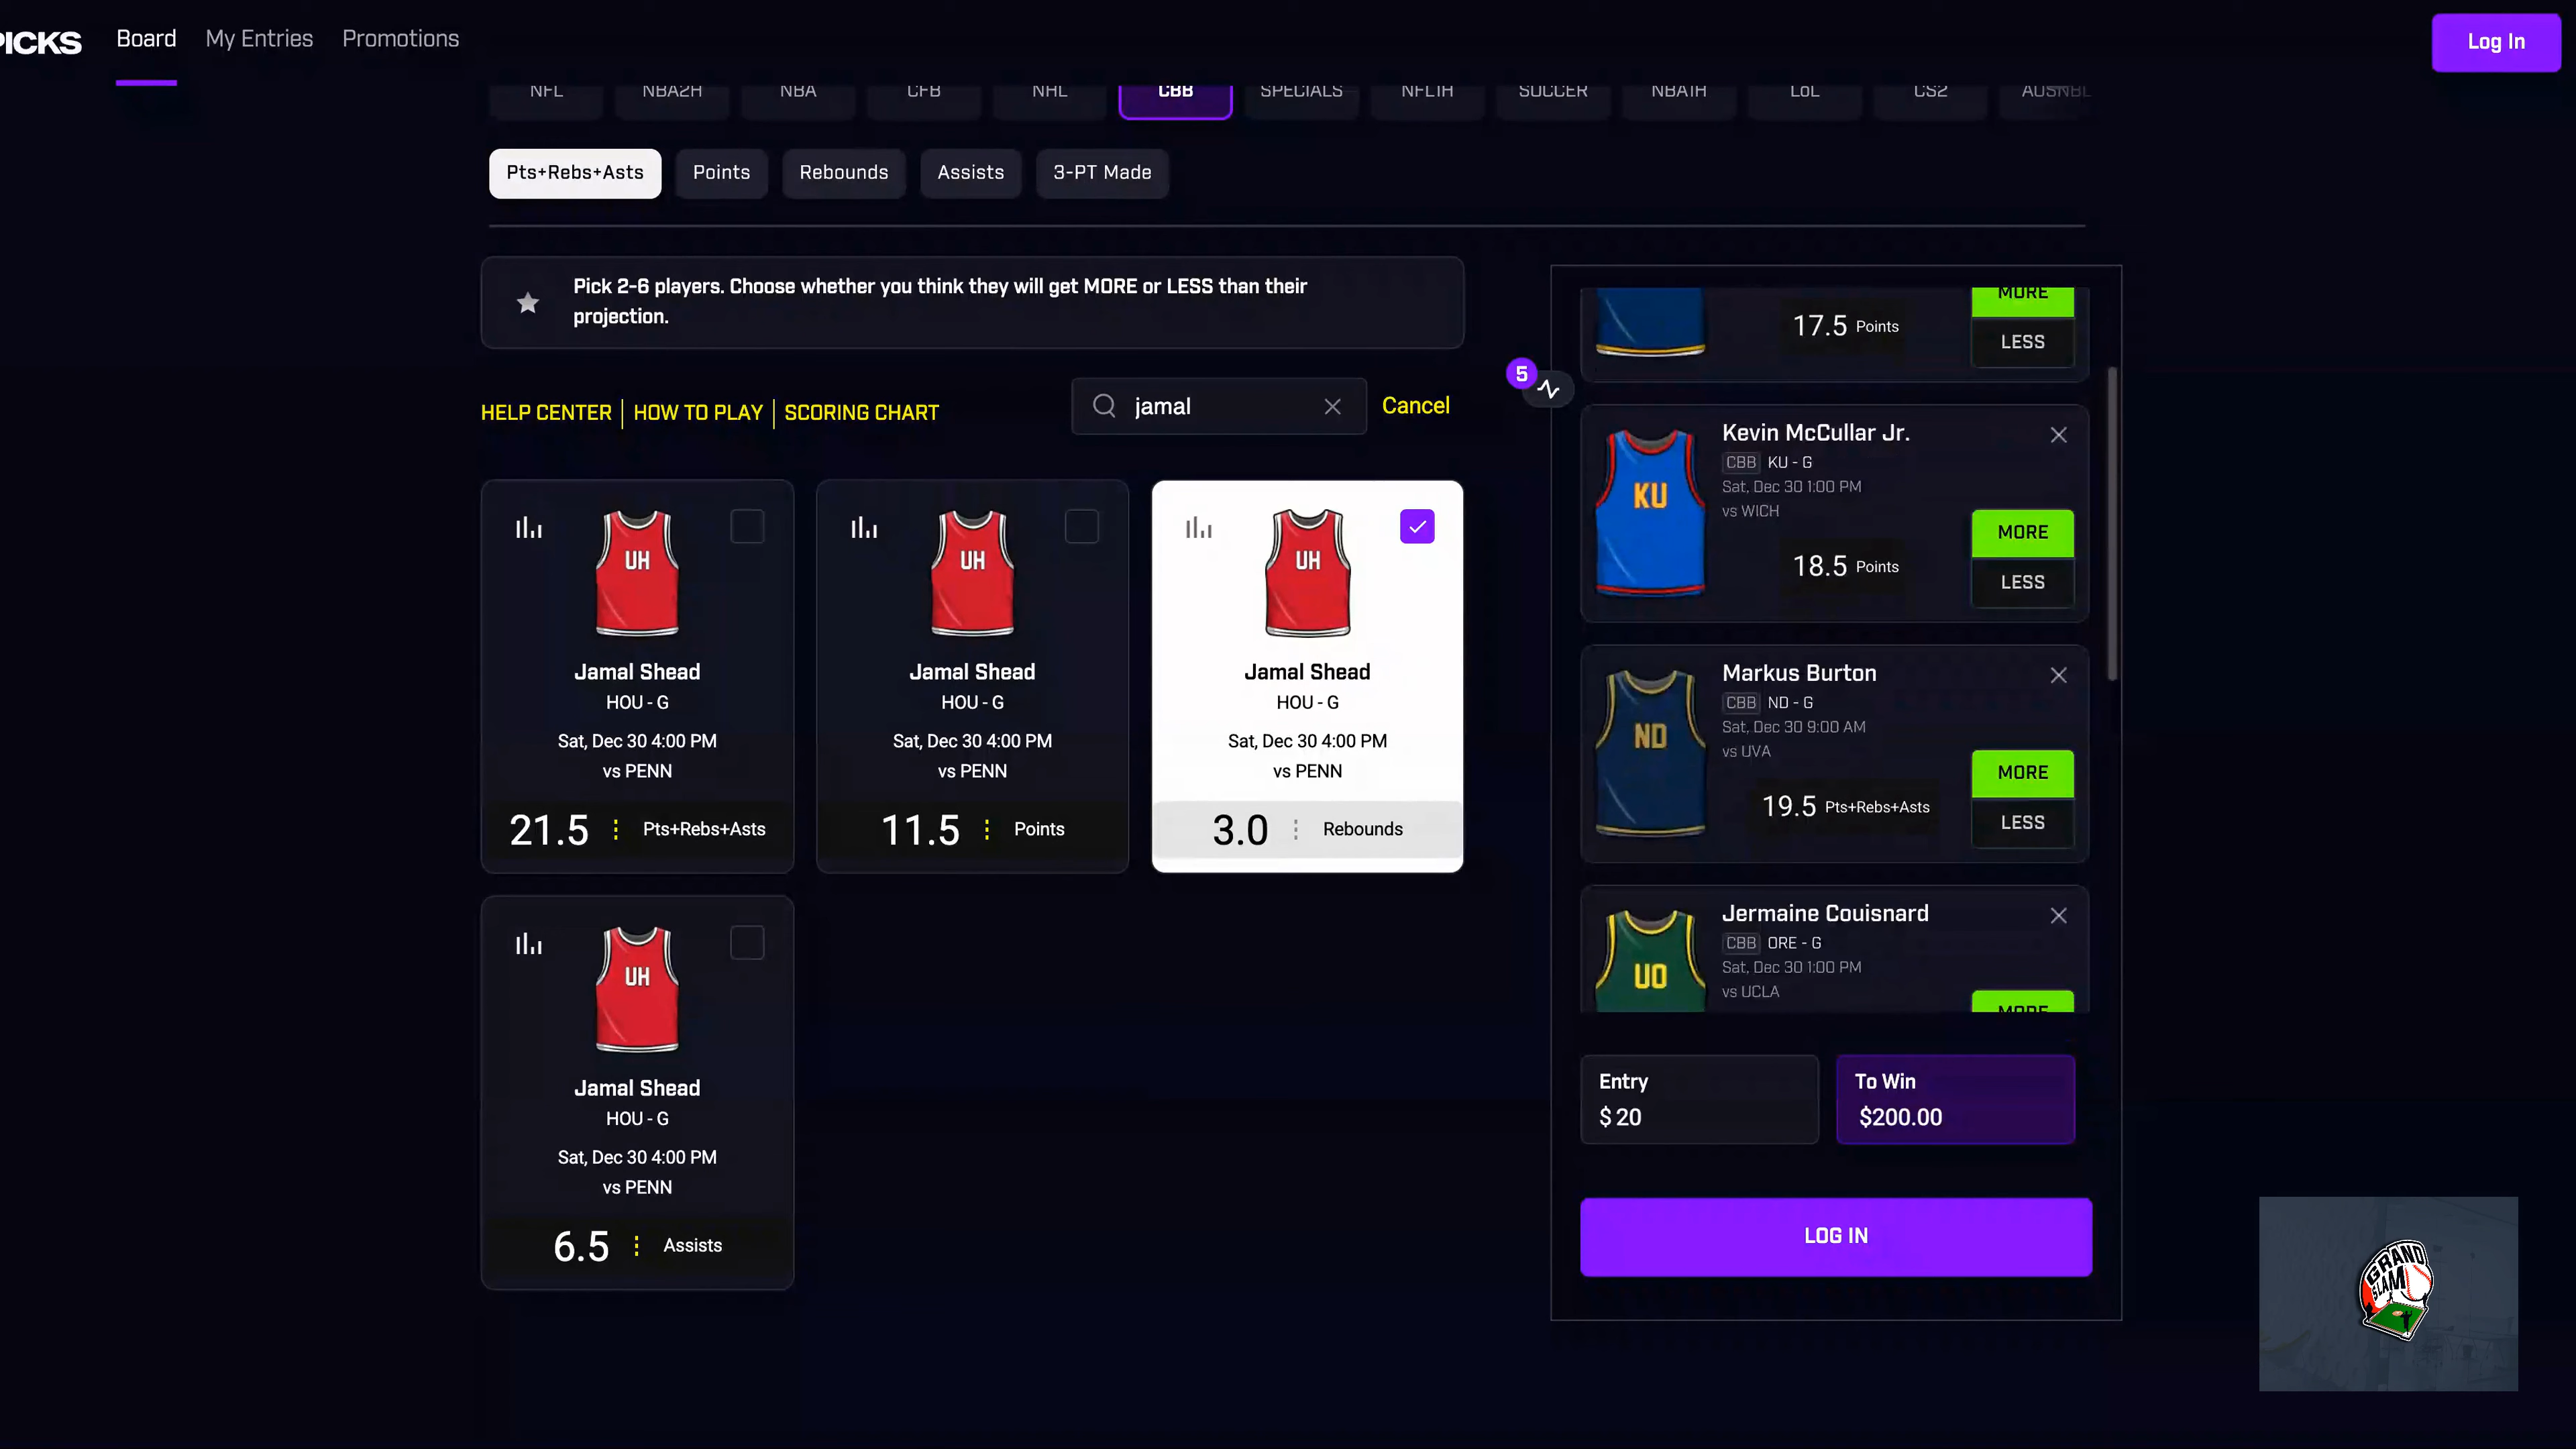 PICKS
Board
My Entries
Promotions
Log In
NFL
NBA2H
NBA
CFB
NHL
CBB
SPECIALS
NFL1H
SOCCER
NBA1H
LoL
CS2
AUSNBL
Pts+Rebs+Asts
Points
Rebounds
Assists
3-PT Made
Pick 2-6 players. Choose whether you think they will get MORE or LESS than their
projection.
HELP CENTER
HOW TO PLAY
SCORING CHART
jamal
Cancel
UH
Jamal Shead
HOU - G
Sat, Dec 30 4:00 PM
vs PENN
21.5
Pts+Rebs+Asts
UH
Jamal Shead
HOU - G
Sat, Dec 30 4:00 PM
vs PENN
11.5
Points
UH
Jamal Shead
HOU - G
Sat, Dec 30 4:00 PM
vs PENN
3.0
Rebounds
UH
Jamal Shead
HOU - G
Sat, Dec 30 4:00 PM
vs PENN
6.5
Assists
5
17.5 Points
MORE
LESS
KU
Kevin McCullar Jr.
CBB KU - G
Sat, Dec 30 1:00 PM
vs WICH
18.5 Points
MORE
LESS
ND
Markus Burton
CBB ND - G
Sat, Dec 30 9:00 AM
vs UVA
19.5 Pts+Rebs+Asts
MORE
LESS
UO
Jermaine Couisnard
CBB ORE - G
Sat, Dec 30 1:00 PM
vs UCLA
MORE
Entry
$ 20
To Win
$200.00
LOG IN
GRAND
SLAM